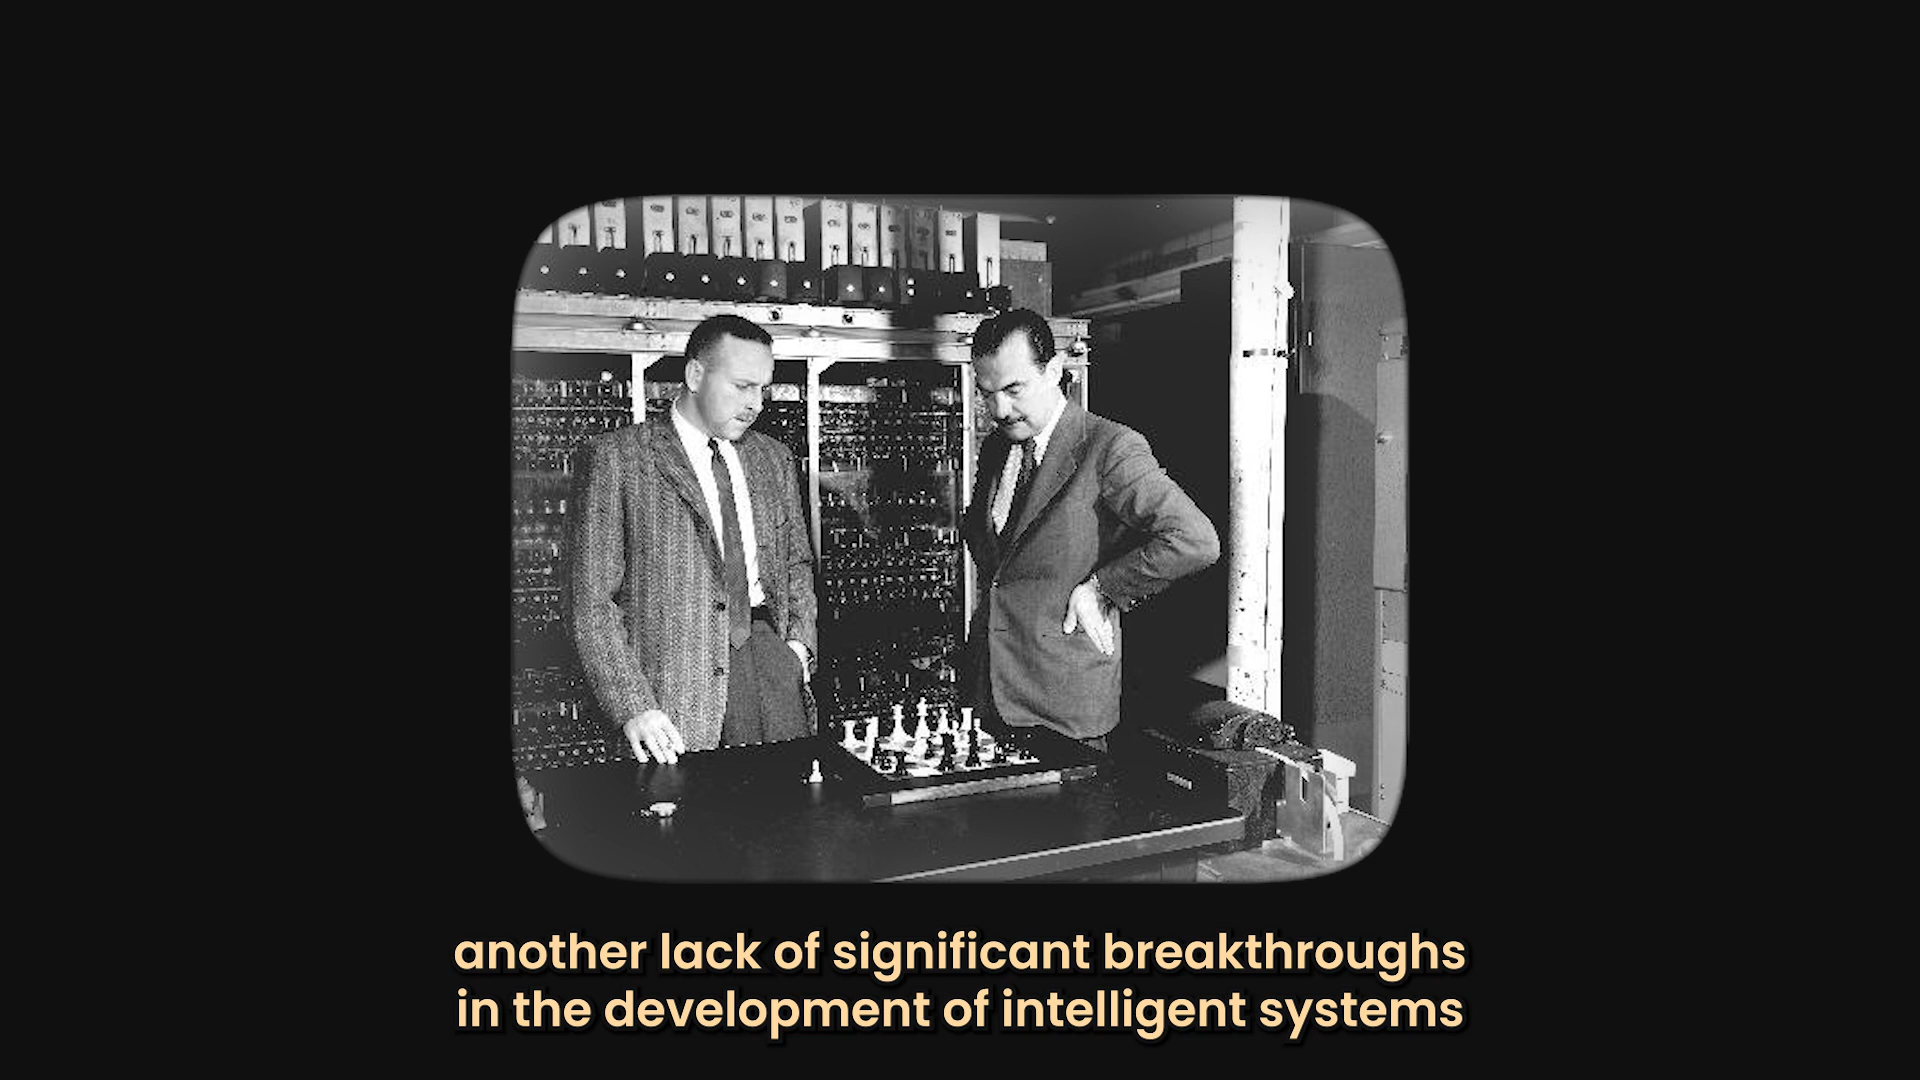 another lack of significant breakthroughs
in the development of intelligent systems